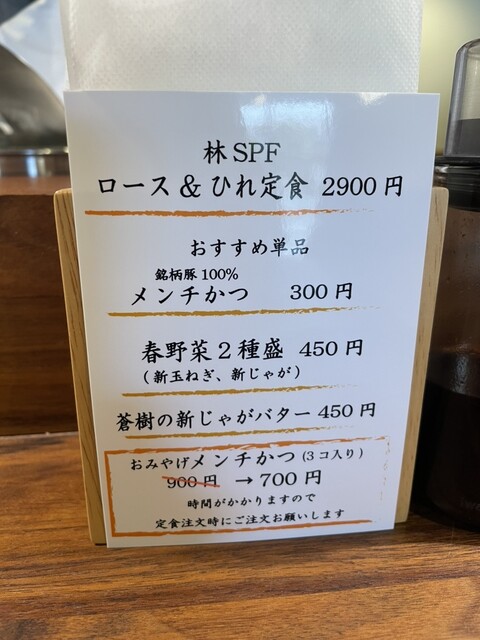 林SPF
ロース&ひれ定食 2900円
おすすめ単品
銘柄豚100%
メンチかつ 300円
春野菜2種盛 450円
(新玉ねぎ、新じゃが)
蒼樹の新じゃがバター 450円
おみやげメンチかつ(3コ入り)
900円 →700円
時間がかかりますので
定食注文時にご注文お願いします